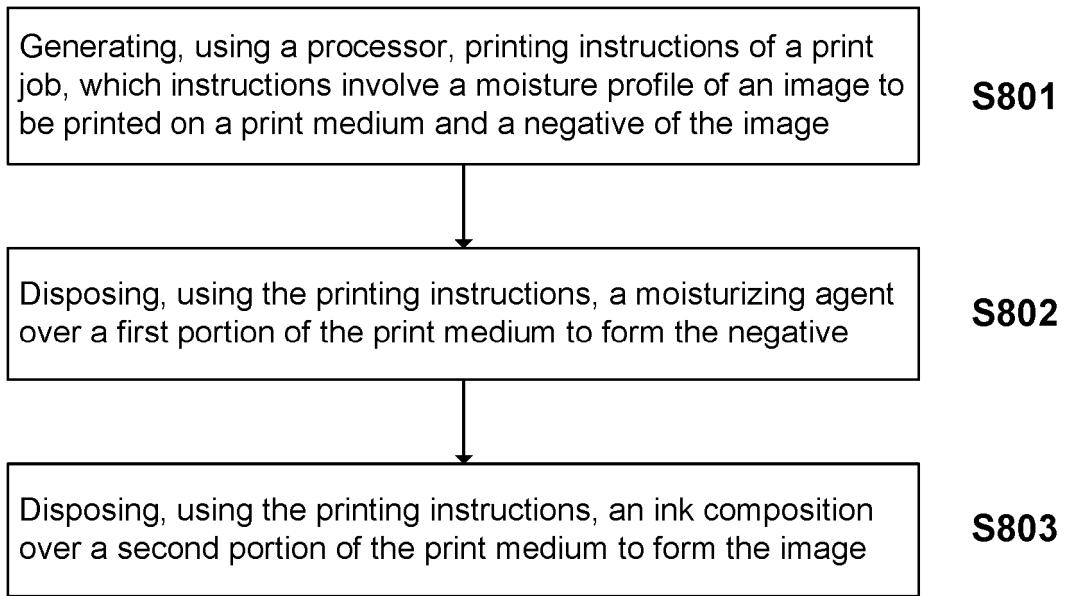 Generating, using a processor, printing instructions of a print
job, which instructions involve a moisture profile of an image to
be printed on a print medium and a negative of the image
S801
Disposing, using the printing instructions, a moisturizing agent
over a first portion of the print medium to form the negative
S802
Disposing, using the printing instructions, an ink composition
over a second portion of the print medium to form the image
S803